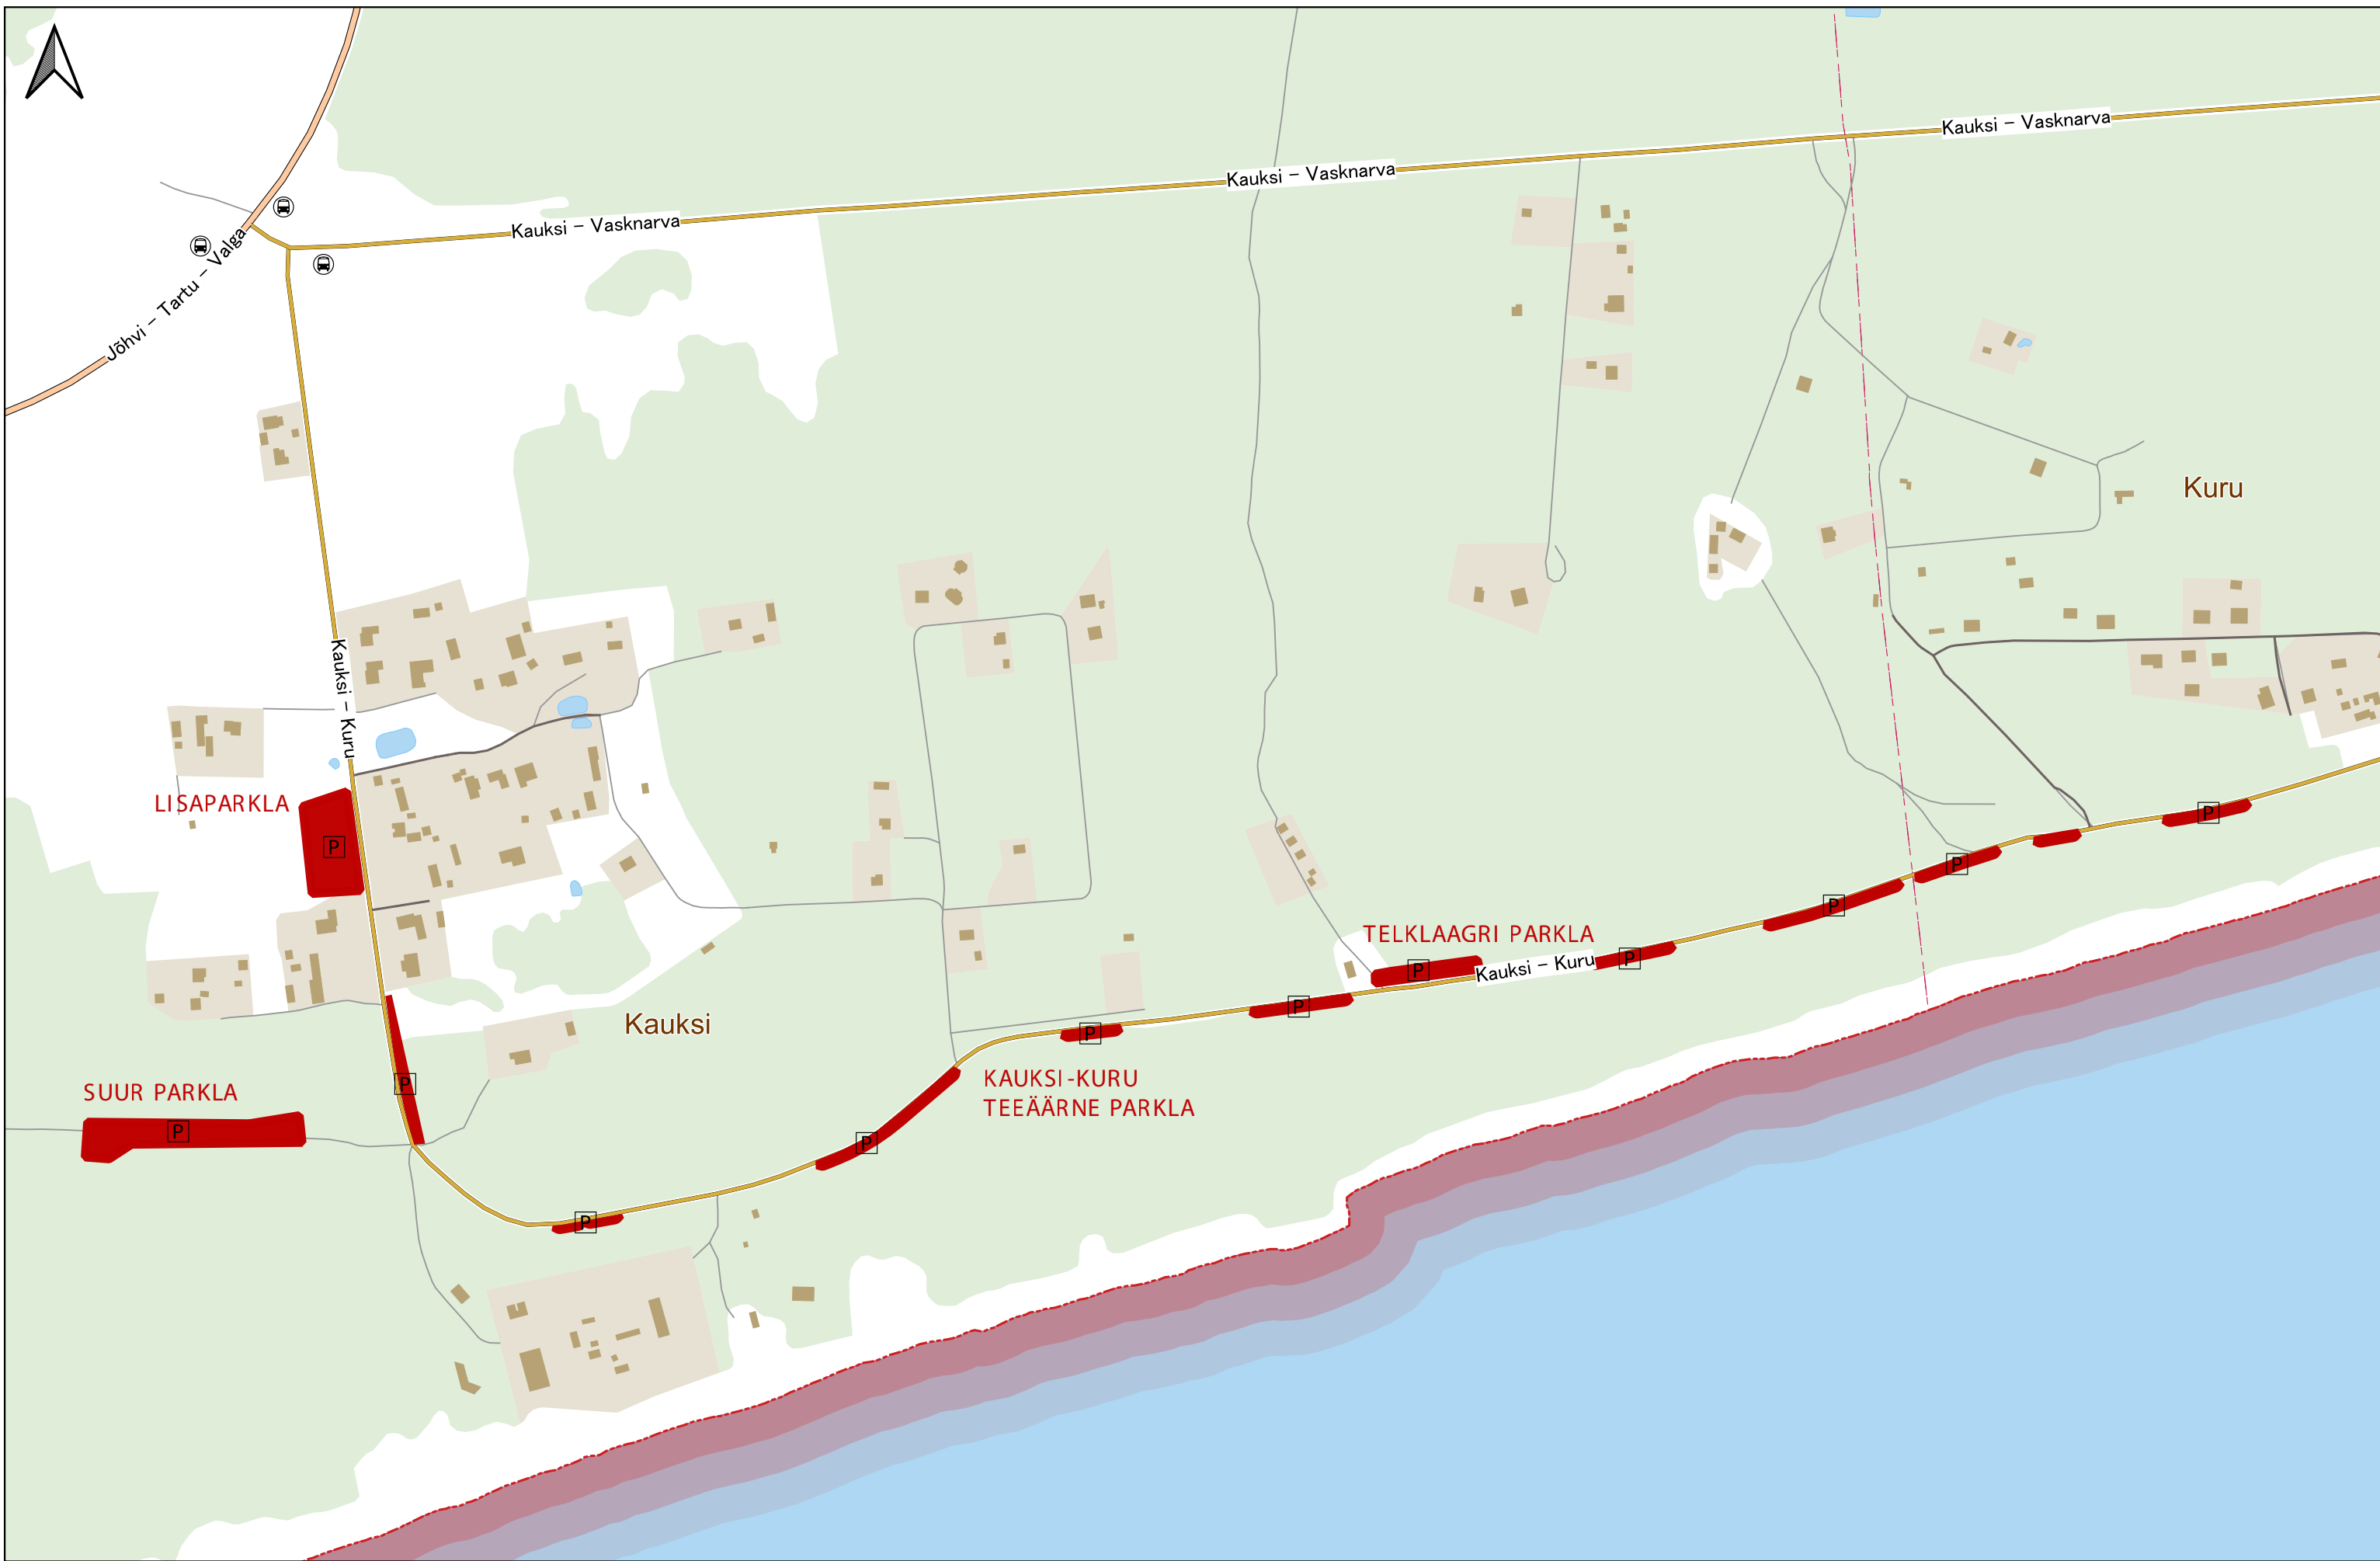 Kauksi – Vasknarva
Kauksi – Vasknarva
Kauksi – Vasknarva
Jõhvi – Tartu – Valga
Kuru
Kauksi – Kuru
LISAPARKLA
P
P
P
P
P
TELKLAAGRI PARKLA
P
Kauksi – Kuru
P
P
Kauksi
P
P
SUUR PARKLA
P
KAUKSI-KURU
TEEÄÄRNE PARKLA
P
P